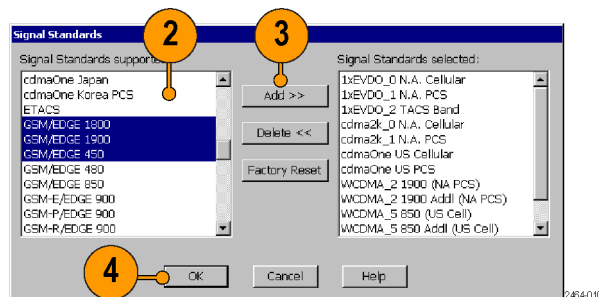 Signal Standards
2
3
Signal Standards supporte
Signal Standards selected:
cdmaOne Japan
cdmaOne Korea PCS
ETACS
GSM/EDGE 1800
GSM/EDGE 1900
GSM/EDGE 450
GSM/EDGE 480
GSM/EDGE 850
GSM-E/EDGE 900
GSM-P/EDGE 900
GSM-R/EDGE 900
Add >>
Delete <<
Factory Reset
1xEVDO_0 N.A. Cellular
1xEVDO_1 N.A. PCS
1xEVDO_2 TACS Band
cdma2k_0 N.A. Cellular
cdma2k_1 N.A. PCS
cdmaOne US Cellular
cdmaOne US PCS
WCDMA_2 1900 (NA PCS)
WCDMA_2 1900 Addl (NA PCS)
WCDMA_5 850 (US Cell)
WCDMA_5 850 Addl (US Cell)
4
OK
Cancel
Help